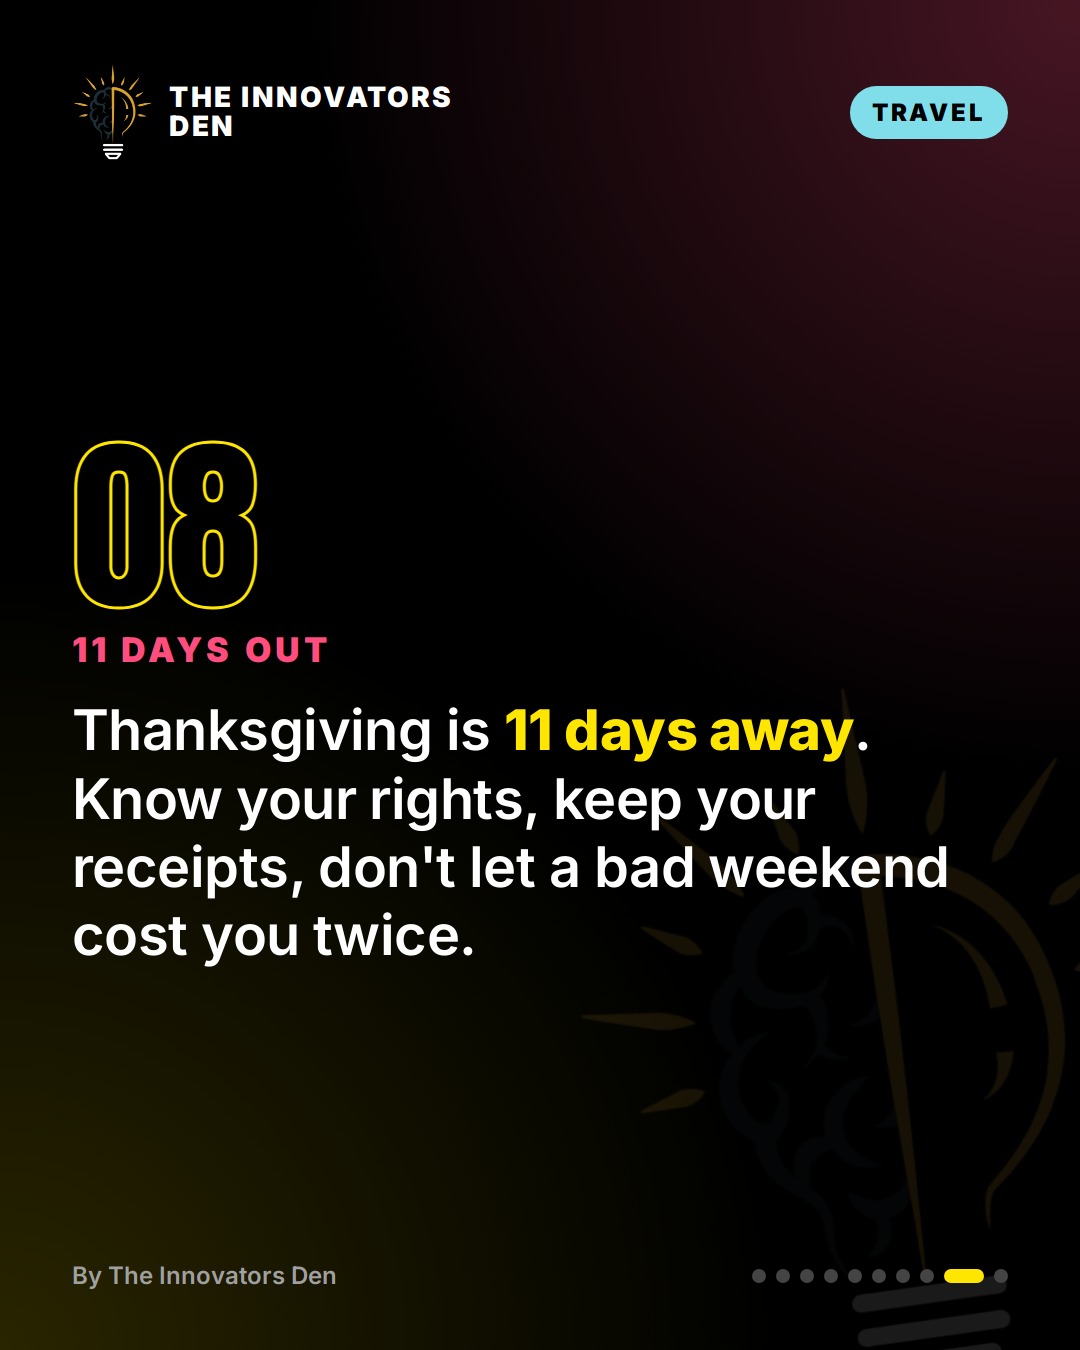 THE INNOVATORS
DEN
TRAVEL
08
11 DAYS OUT
Thanksgiving is 11 days away.
Know your rights, keep your
receipts, don't let a bad weekend
cost you twice.
By The Innovators Den